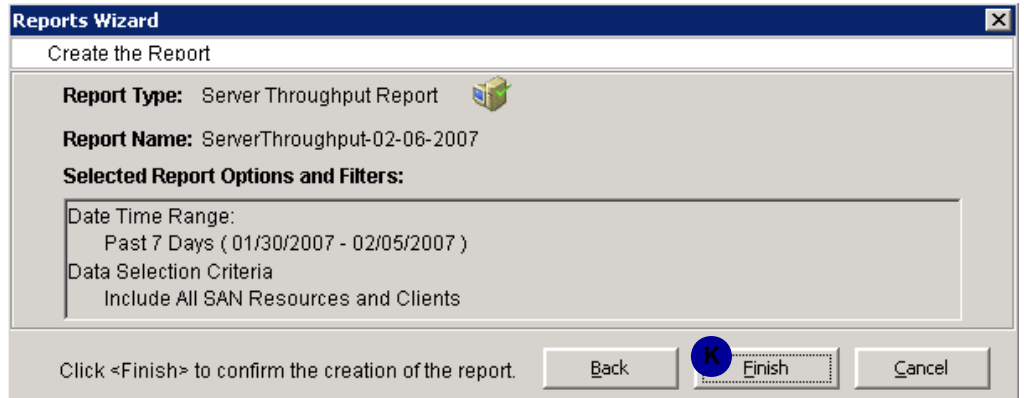 Reports Wizard
Create the Report
Report Type: Server Throughput Report
Report Name: ServerThroughput-02-06-2007
Selected Report Options and Filters:
Date Time Range:
Past 7 Days ( 01/30/2007 - 02/05/2007 )
Data Selection Criteria
Include All SAN Resources and Clients
Click <Finish> to confirm the creation of the report. Back K Finish Cancel